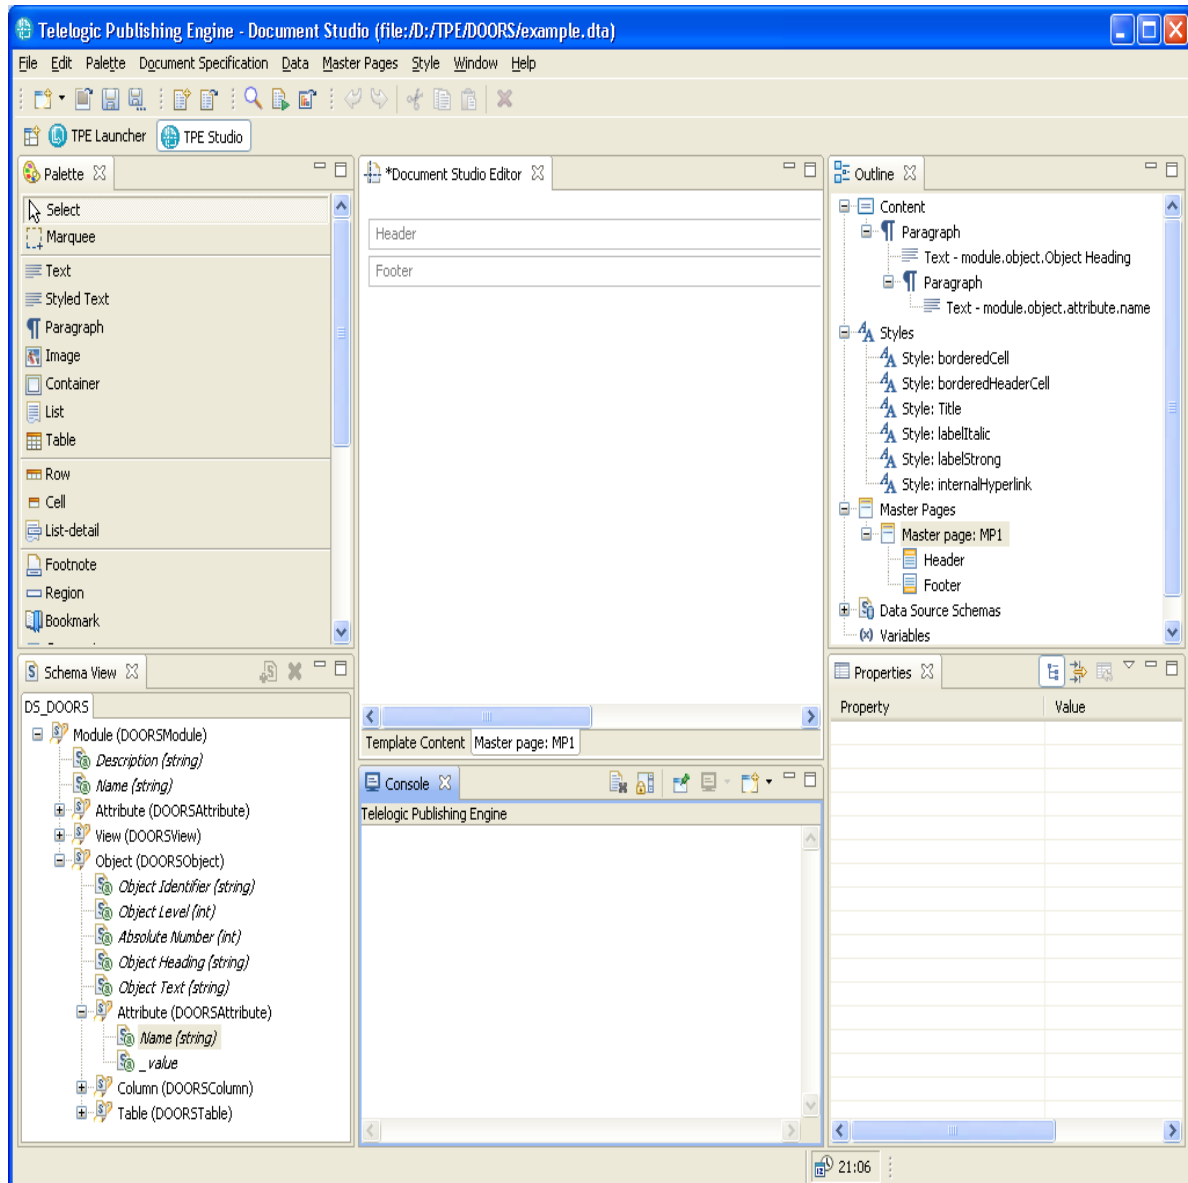 Telelogic Publishing Engine - Document Studio (file:/D:/TPE/DOORS/example.dta)
File Edit Palette Document Specification Data Master Pages Style Window Help
TPE Launcher TPE Studio
Palette
Select
Marquee
Text
Styled Text
Paragraph
Image
Container
List
Table
Row
Cell
List-detail
Footnote
Region
Bookmark
*Document Studio Editor
Header
Footer
Template Content Master page: MP1
Outline
Content
Paragraph
Text - module.object.Object Heading
Paragraph
Text - module.object.attribute.name
Styles
Style: borderedCell
Style: borderedHeaderCell
Style: Title
Style: labelItalic
Style: labelStrong
Style: internalHyperlink
Master Pages
Master page: MP1
Header
Footer
Data Source Schemas
Variables
Schema View
DS_DOORS
Module (DOORSModule)
Description (string)
Name (string)
Attribute (DOORSAttribute)
View (DOORSView)
Object (DOORSObject)
Object Identifier (string)
Object Level (int)
Absolute Number (int)
Object Heading (string)
Object Text (string)
Attribute (DOORSAttribute)
Name (string)
_value
Column (DOORSColumn)
Table (DOORSTable)
Console
Telelogic Publishing Engine
Properties
Property Value
21:06